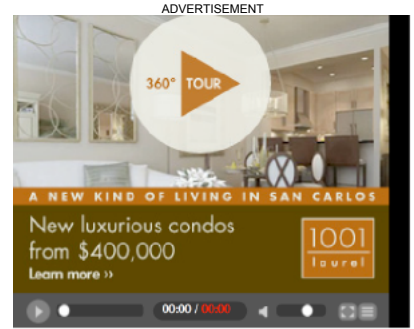 ADVERTISEMENT
360° TOUR
A NEW KIND OF LIVING IN SAN CARLOS
New luxurious condos
from $400,000
Learn more ››
1001
laurel
00:00 / 00:00